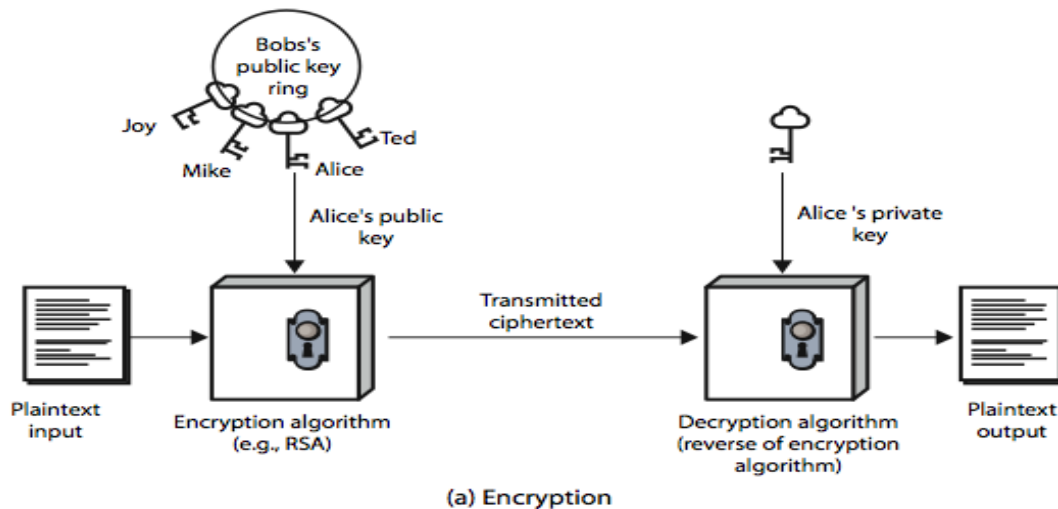 Bobs's
public key
ring
Joy
Ted
Mike
Alice
Alice's public
key
Alice 's private
key
Transmitted
ciphertext
Plaintext
input
Encryption algorithm
(e.g., RSA)
Decryption algorithm
(reverse of encryption
algorithm)
Plaintext
output
(a) Encryption